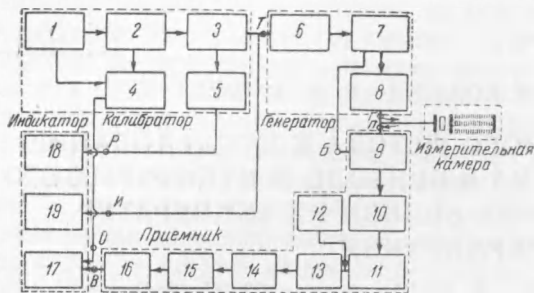 1 2 3 Т 6 7
4 5 8
Индикатор Калибратор Генератор П
Измерительная камера
18 Р Б 9
19 И 12 10
О Приемник
17 В 16 15 14 13 11